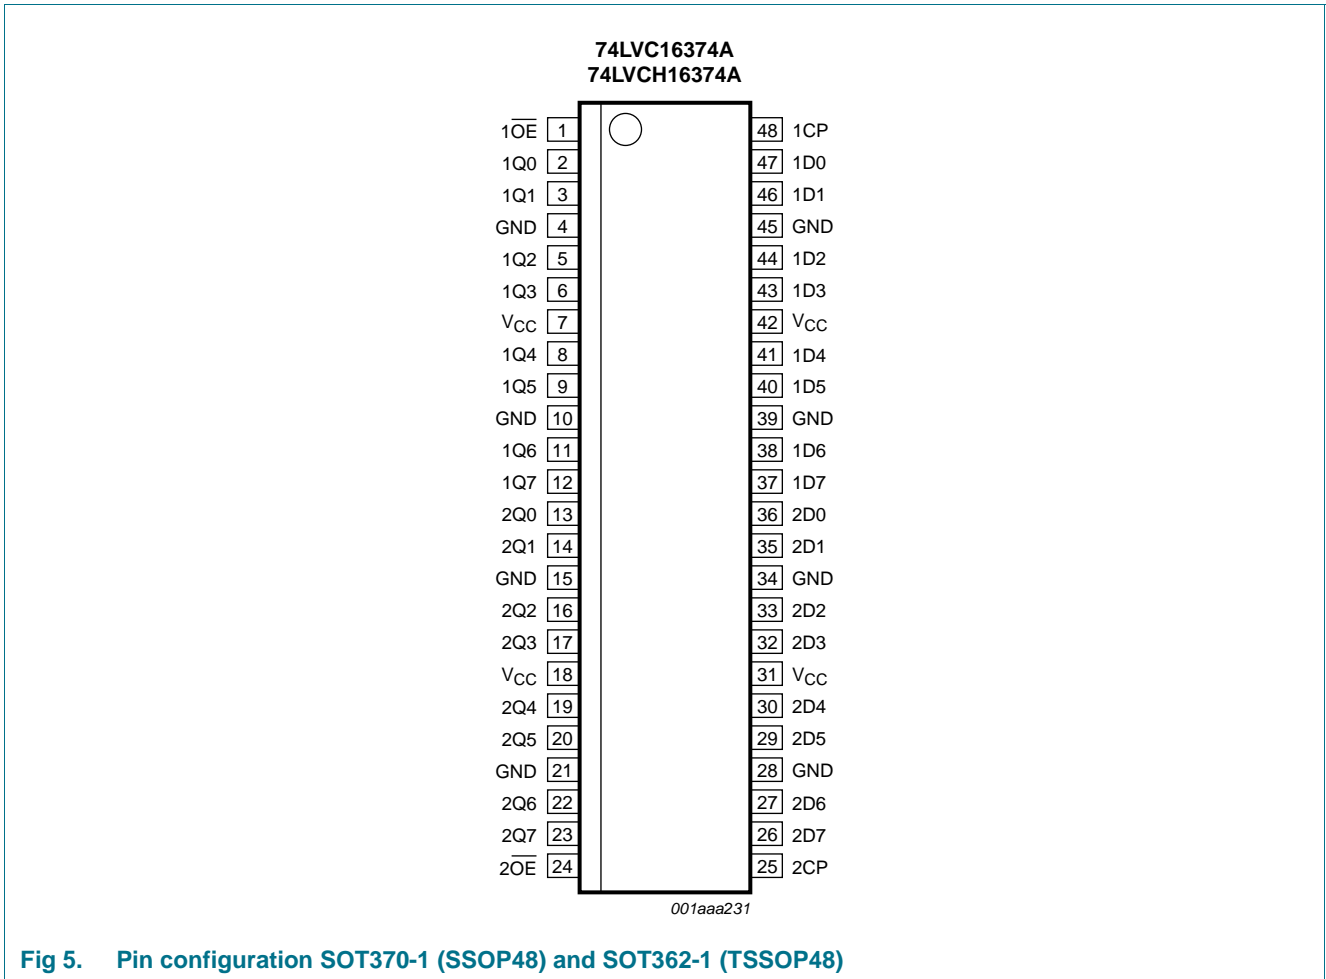 74LVC16374A
74LVCH16374A
1O̅E̅ 1 48 1CP
1Q0 2 47 1D0
1Q1 3 46 1D1
GND 4 45 GND
1Q2 5 44 1D2
1Q3 6 43 1D3
VCC 7 42 VCC
1Q4 8 41 1D4
1Q5 9 40 1D5
GND 10 39 GND
1Q6 11 38 1D6
1Q7 12 37 1D7
2Q0 13 36 2D0
2Q1 14 35 2D1
GND 15 34 GND
2Q2 16 33 2D2
2Q3 17 32 2D3
VCC 18 31 VCC
2Q4 19 30 2D4
2Q5 20 29 2D5
GND 21 28 GND
2Q6 22 27 2D6
2Q7 23 26 2D7
2O̅E̅ 24 25 2CP
001aaa231
Fig 5. Pin configuration SOT370-1 (SSOP48) and SOT362-1 (TSSOP48)